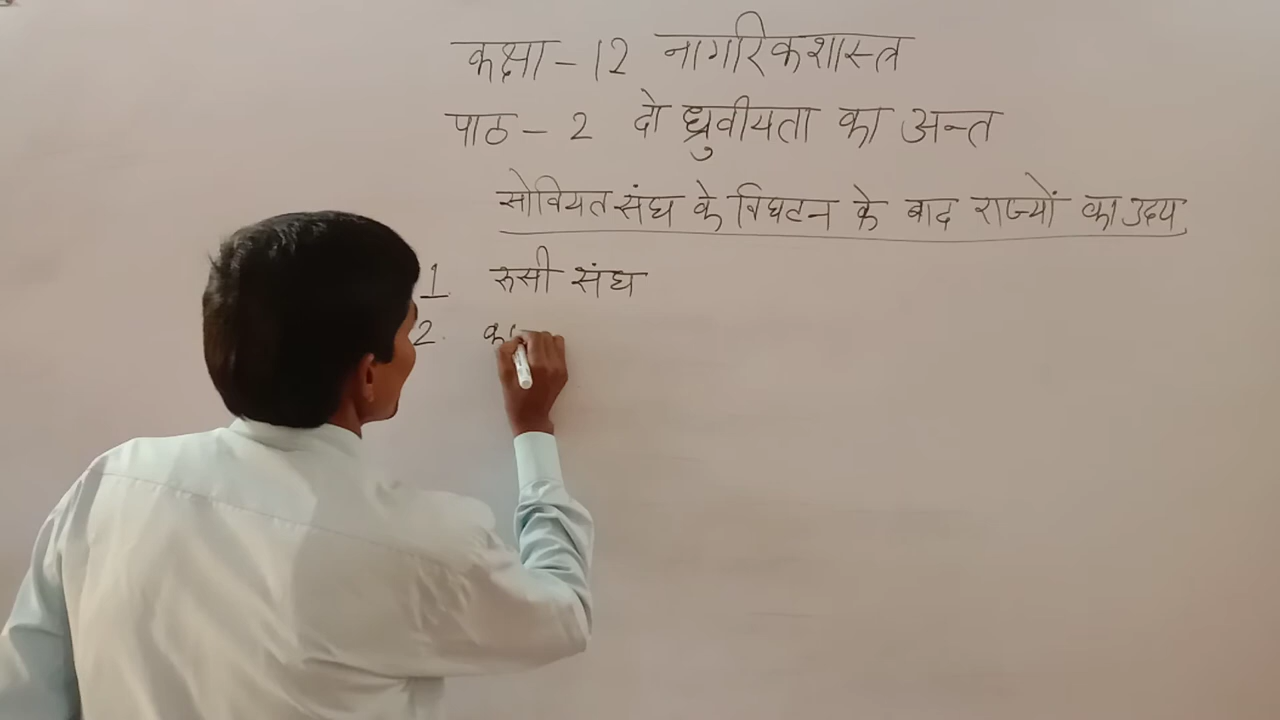 कक्षा - 12 नागरिकशास्त्र
पाठ - 2 दो ध्रुवीयता का अन्त
सोवियत संघ के विघटन के बाद राज्यों का उदय
1. रुसी संघ
2.